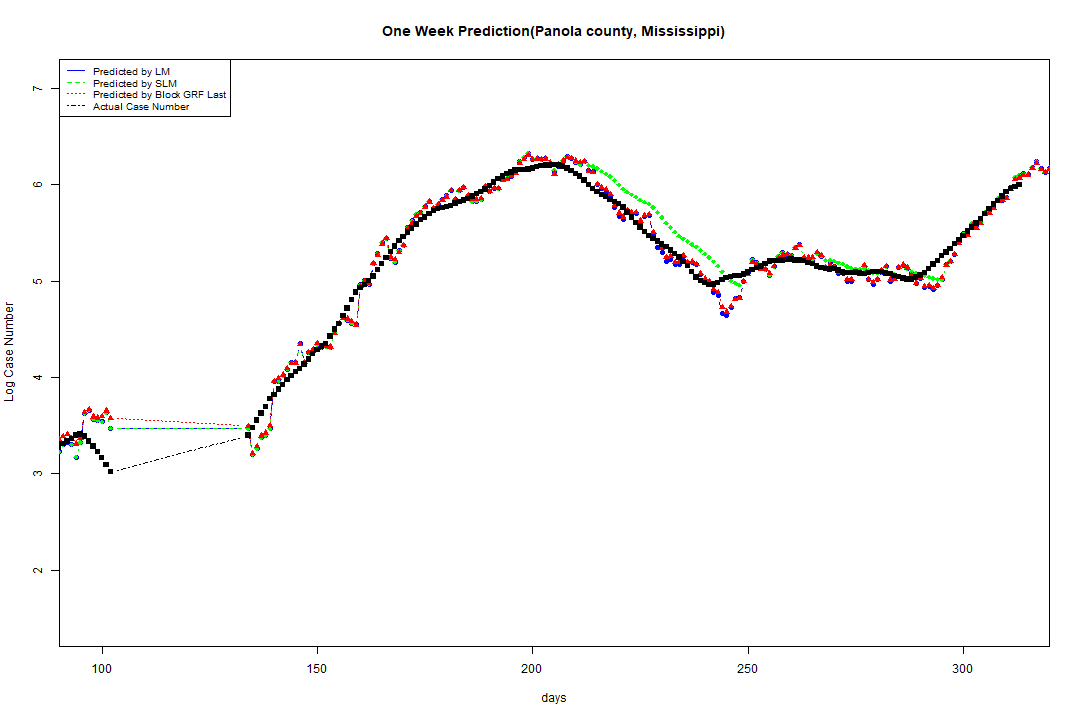 One Week Prediction(Panola county, Mississippi)
Predicted by LM
Predicted by SLM
Predicted by Block GRF Last
Actual Case Number
7
6
5
4
3
2
Log Case Number
100 150 200 250 300
days